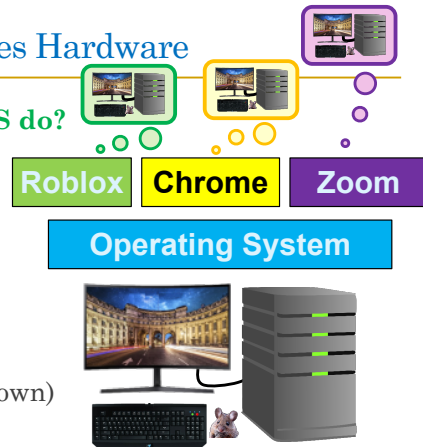 es Hardware
S do?
Roblox Chrome Zoom
Operating System
own)